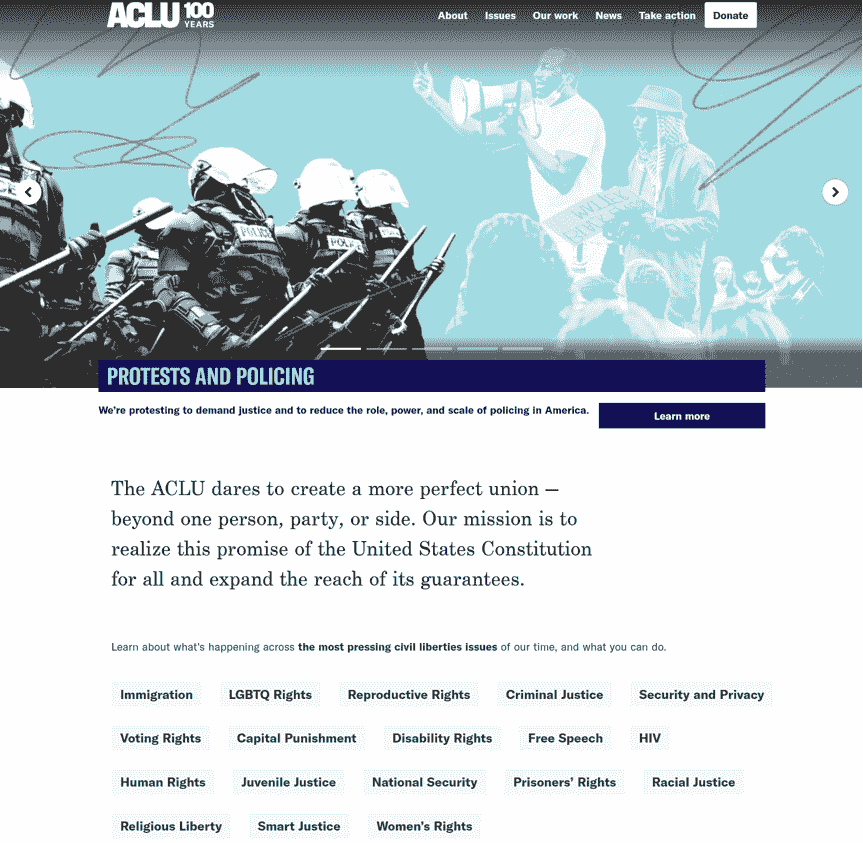 ACLU 100 YEARS
About Issues Our work News Take action Donate
POLICE
POLICE
PROTESTS AND POLICING
We're protesting to demand justice and to reduce the role, power, and scale of policing in America.
Learn more
The ACLU dares to create a more perfect union —
beyond one person, party, or side. Our mission is to
realize this promise of the United States Constitution
for all and expand the reach of its guarantees.
Learn about what's happening across the most pressing civil liberties issues of our time, and what you can do.
Immigration LGBTQ Rights Reproductive Rights Criminal Justice Security and Privacy
Voting Rights Capital Punishment Disability Rights Free Speech HIV
Human Rights Juvenile Justice National Security Prisoners' Rights Racial Justice
Religious Liberty Smart Justice Women's Rights